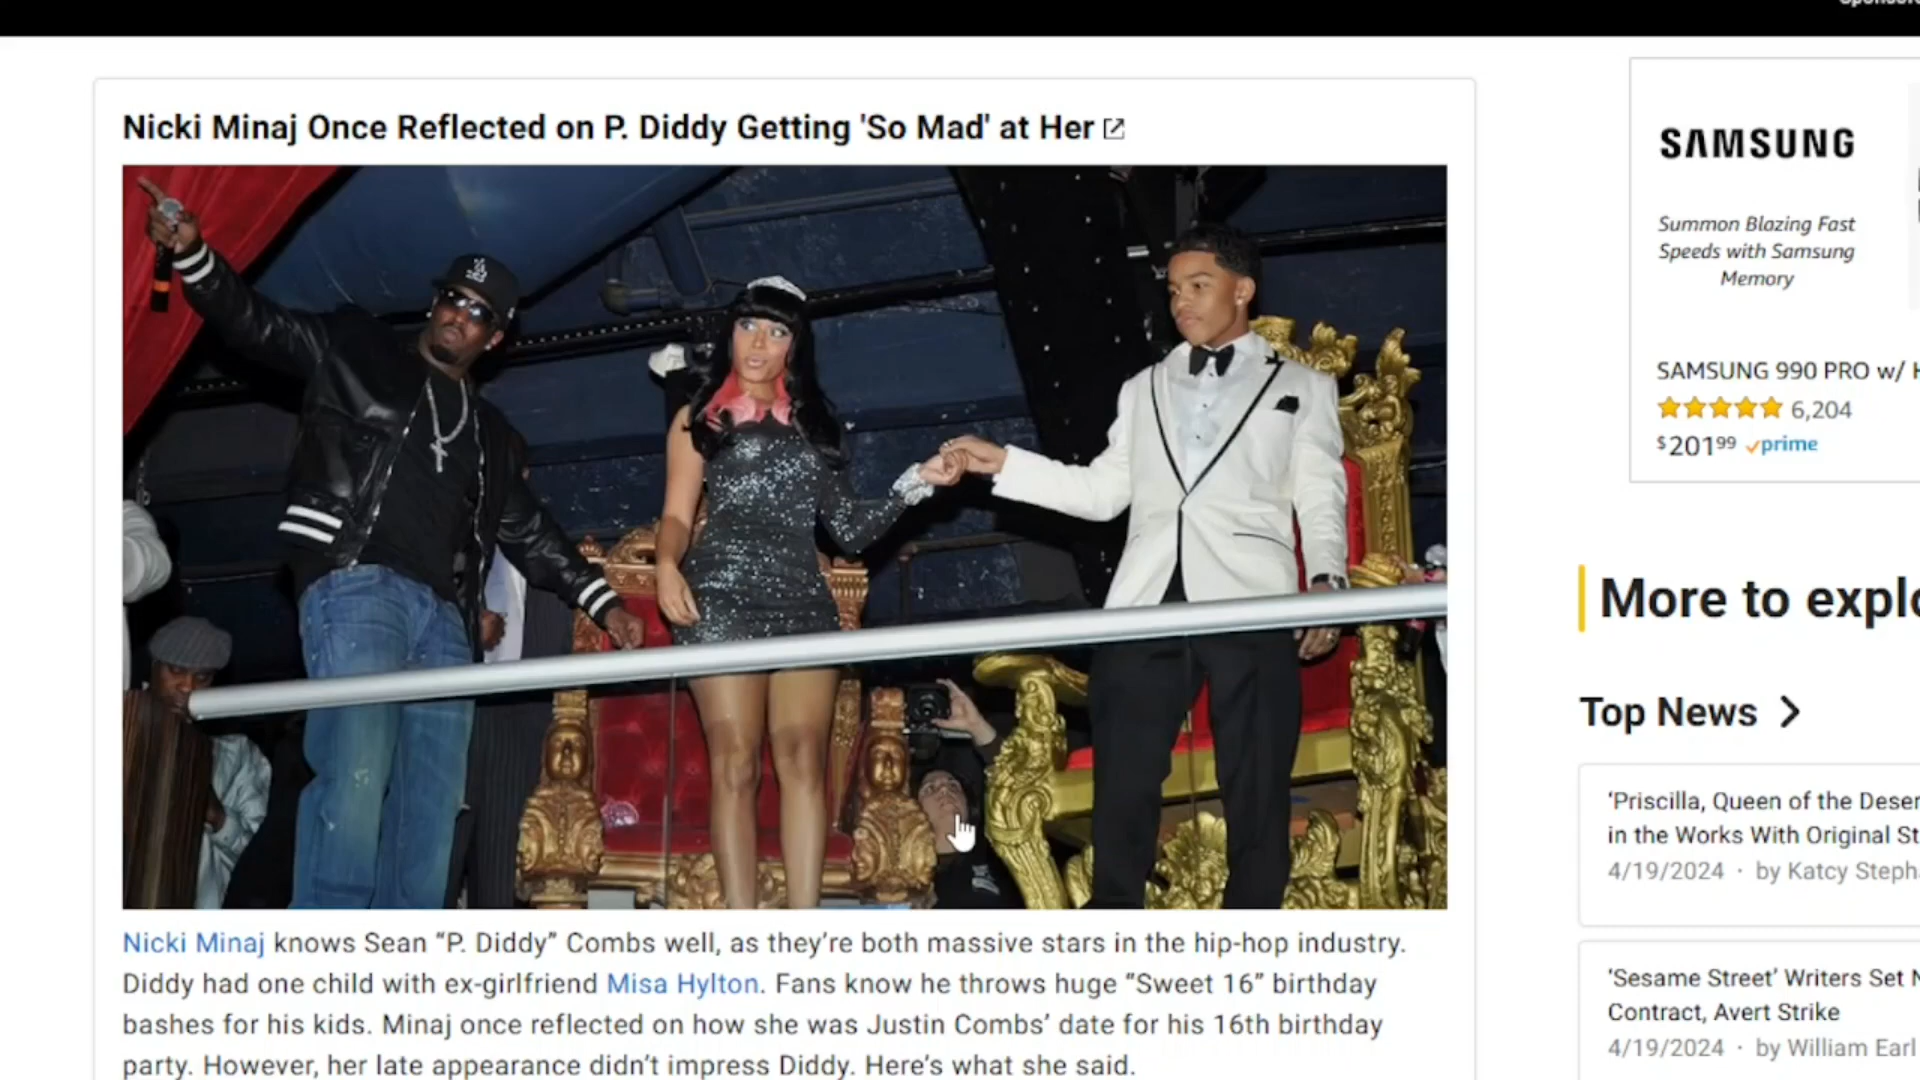 Nicki Minaj Once Reflected on P. Diddy Getting 'So Mad' at Her
Nicki Minaj knows Sean “P. Diddy” Combs well, as they’re both massive stars in the hip-hop industry.
Diddy had one child with ex-girlfriend Misa Hylton. Fans know he throws huge “Sweet 16” birthday
bashes for his kids. Minaj once reflected on how she was Justin Combs’ date for his 16th birthday
party. However, her late appearance didn’t impress Diddy. Here’s what she said.
SAMSUNG
Summon Blazing Fast
Speeds with Samsung
Memory
SAMSUNG 990 PRO w/
6,204
$20199 prime
More to
Top News
‘Priscilla, Queen of the
in the Works With Original
4/19/2024 · by Katcy
‘Sesame Street’ Writers Set
Contract, Avert Strike
4/19/2024 · by William Earl